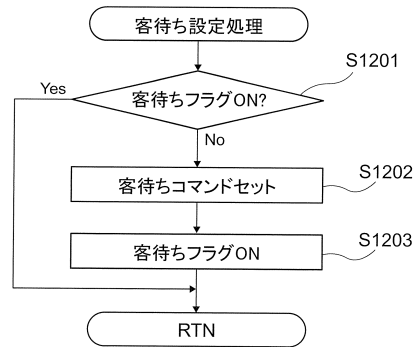 客待ち設定処理
S1201
Yes
客待ちフラグON?
No
S1202
客待ちコマンドセット
S1203
客待ちフラグON
RTN